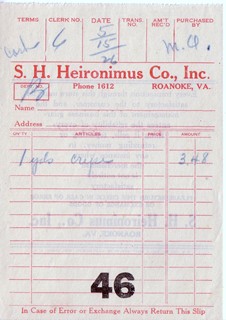 TERMS CLERK NO. DATE TRANS. NO. AM'T REC'D PURCHASED BY
Cash 6 5/15/26 M.O.
S. H. Heironimus Co., Inc.
DEPT. NO. Phone 1612 ROANOKE, VA.
Name
Address
QTY ARTICLES PRICE AMOUNT
1 yds crepe 3.48
46
In Case of Error or Exchange Always Return This Slip